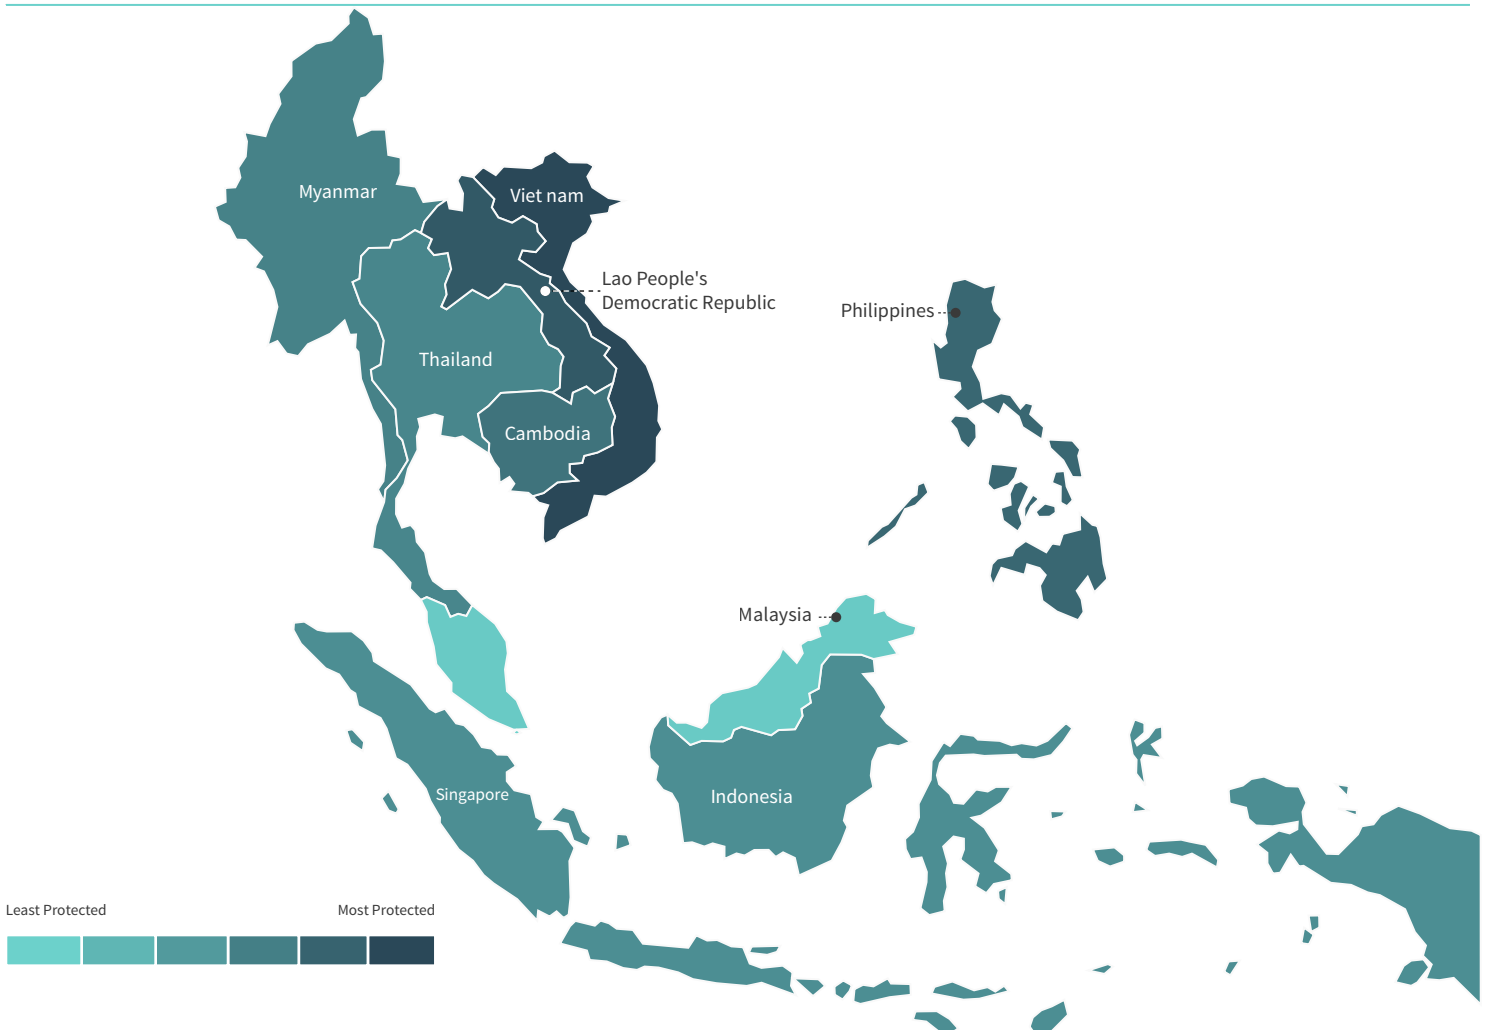 Myanmar
Viet nam
Lao People's
Democratic Republic
Philippines
Thailand
Cambodia
Malaysia
Singapore
Indonesia
Least Protected
Most Protected